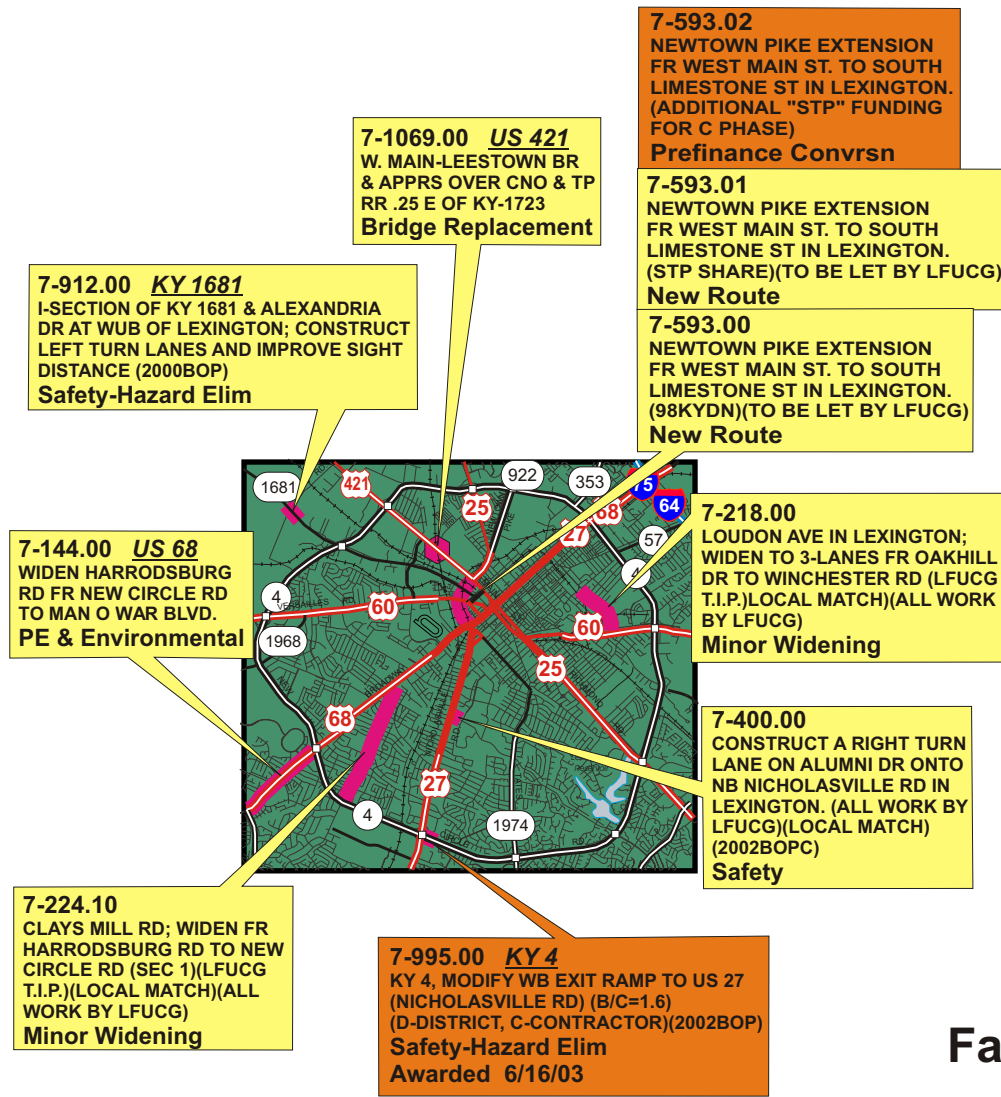 7-593.02
NEWTOWN PIKE EXTENSION
FR WEST MAIN ST. TO SOUTH
LIMESTONE ST IN LEXINGTON.
(ADDITIONAL "STP" FUNDING
FOR C PHASE)
Prefinance Convrsn
7-1069.00 US 421
W. MAIN-LEESTOWN BR
& APPRS OVER CNO & TP
RR .25 E OF KY-1723
Bridge Replacement
7-593.01
NEWTOWN PIKE EXTENSION
FR WEST MAIN ST. TO SOUTH
LIMESTONE ST IN LEXINGTON.
(STP SHARE)(TO BE LET BY LFUCG)
New Route
7-912.00 KY 1681
I-SECTION OF KY 1681 & ALEXANDRIA
DR AT WUB OF LEXINGTON; CONSTRUCT
LEFT TURN LANES AND IMPROVE SIGHT
DISTANCE (2000BOP)
Safety-Hazard Elim
7-593.00
NEWTOWN PIKE EXTENSION
FR WEST MAIN ST. TO SOUTH
LIMESTONE ST IN LEXINGTON.
(98KYDN)(TO BE LET BY LFUCG)
New Route
1681
421
25
922
353
75
64
68
27
57
4
7-144.00 US 68
WIDEN HARRODSBURG
RD FR NEW CIRCLE RD
TO MAN O WAR BLVD.
PE & Environmental
7-218.00
LOUDON AVE IN LEXINGTON;
WIDEN TO 3-LANES FR OAKHILL
DR TO WINCHESTER RD (LFUCG
T.I.P.)LOCAL MATCH)(ALL WORK
BY LFUCG)
Minor Widening
4
VERSAILLES
60
60
1968
25
68
27
4
1974
7-400.00
CONSTRUCT A RIGHT TURN
LANE ON ALUMNI DR ONTO
NB NICHOLASVILLE RD IN
LEXINGTON. (ALL WORK BY
LFUCG)(LOCAL MATCH)
(2002BOPC)
Safety
7-224.10
CLAYS MILL RD; WIDEN FR
HARRODSBURG RD TO NEW
CIRCLE RD (SEC 1)(LFUCG
T.I.P.)(LOCAL MATCH)(ALL
WORK BY LFUCG)
Minor Widening
7-995.00 KY 4
KY 4, MODIFY WB EXIT RAMP TO US 27
(NICHOLASVILLE RD) (B/C=1.6)
(D-DISTRICT, C-CONTRACTOR)(2002BOP)
Safety-Hazard Elim
Awarded 6/16/03
Fa